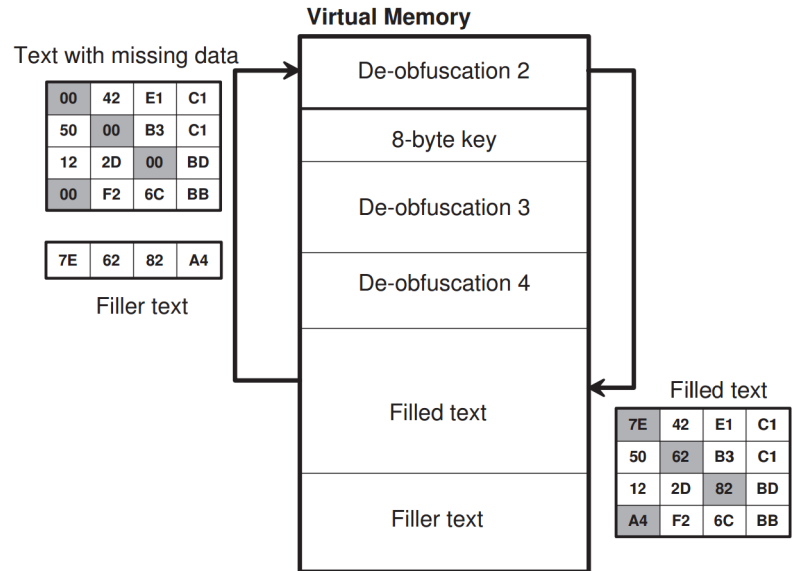 Virtual Memory
Text with missing data
00 42 E1 C1
50 00 B3 C1
12 2D 00 BD
00 F2 6C BB
7E 62 82 A4
Filler text
De-obfuscation 2
8-byte key
De-obfuscation 3
De-obfuscation 4
Filled text
Filler text
Filled text
7E 42 E1 C1
50 62 B3 C1
12 2D 82 BD
A4 F2 6C BB